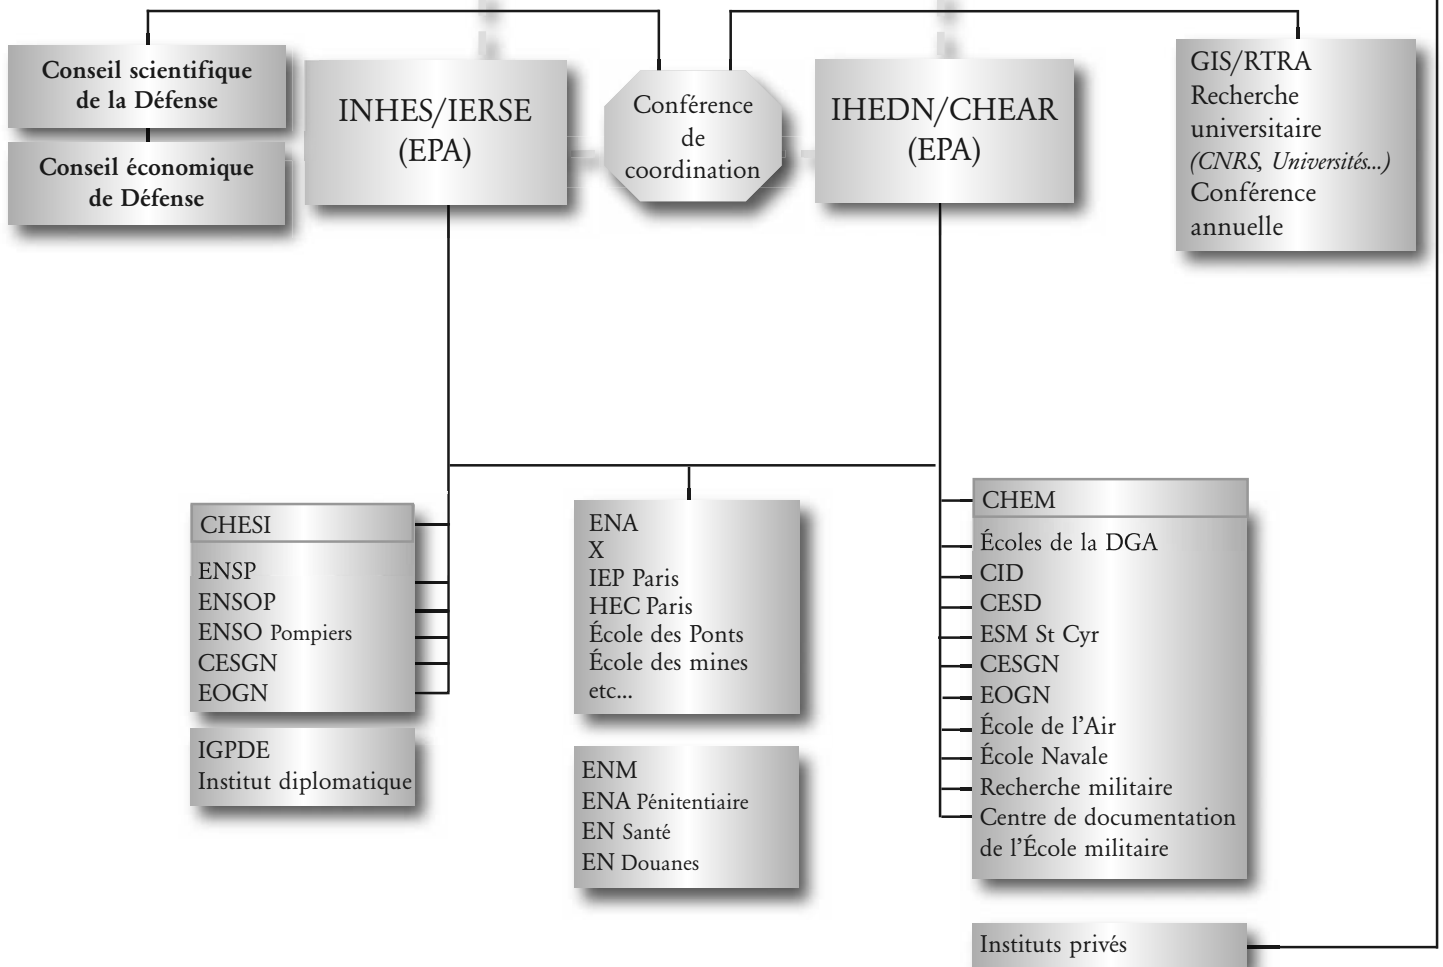 Conseil scientifique
de la Défense
Conseil économique
de Défense
INHES/IERSE
(EPA)
Conférence
de
coordination
IHEDN/CHEAR
(EPA)
GIS/RTRA
Recherche
universitaire
(CNRS, Universités...)
Conférence
annuelle
CHESI
ENSP
ENSOP
ENSO Pompiers
CESGN
EOGN
IGPDE
Institut diplomatique
ENA
X
IEP Paris
HEC Paris
École des Ponts
École des mines
etc...
ENM
ENA Pénitentiaire
EN Santé
EN Douanes
CHEM
Écoles de la DGA
CID
CESD
ESM St Cyr
CESGN
EOGN
École de l'Air
École Navale
Recherche militaire
Centre de documentation
de l'École militaire
Instituts privés